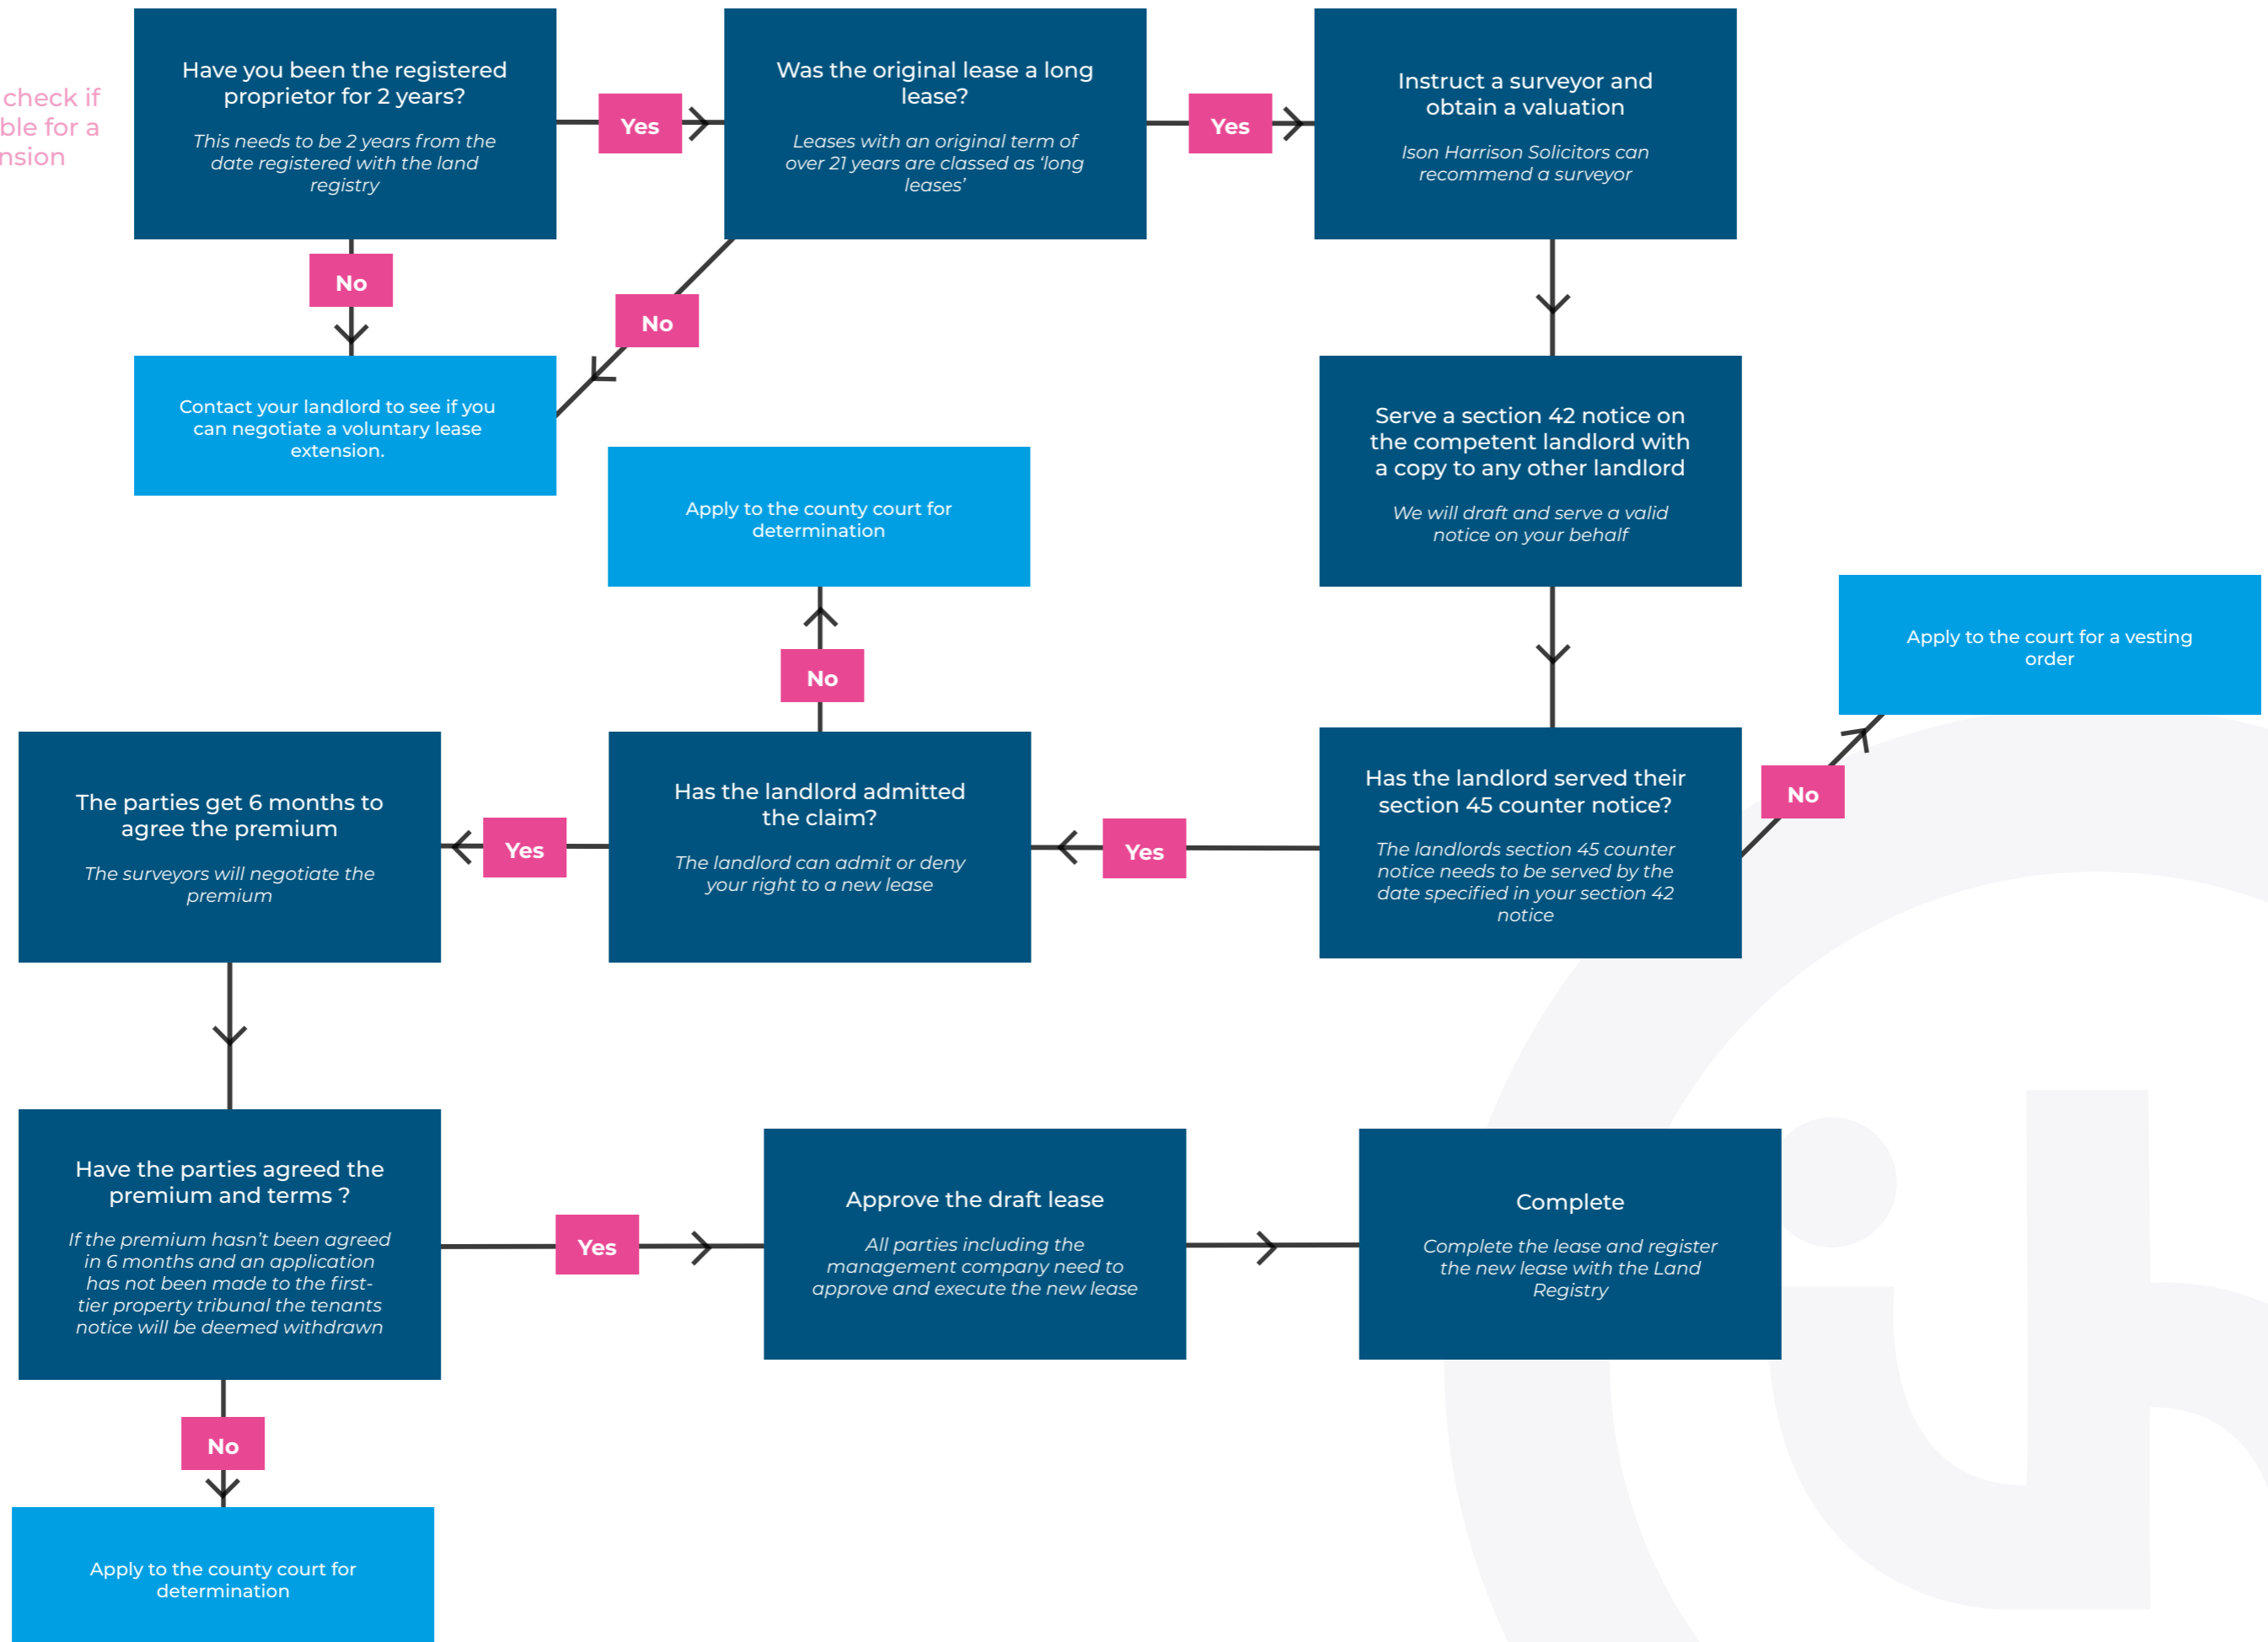 check if
ble for a
nsion
Have you been the registered
proprietor for 2 years?
This needs to be 2 years from the
date registered with the land
registry
Yes
Was the original lease a long
lease?
Leases with an original term of
over 21 years are classed as ‘long
leases’
Yes
Instruct a surveyor and
obtain a valuation
Ison Harrison Solicitors can
recommend a surveyor
No
No
Contact your landlord to see if you
can negotiate a voluntary lease
extension.
Serve a section 42 notice on
the competent landlord with
a copy to any other landlord
We will draft and serve a valid
notice on your behalf
Apply to the county court for
determination
No
Apply to the court for a vesting
order
No
Has the landlord served their
section 45 counter notice?
The landlords section 45 counter
notice needs to be served by the
date specified in your section 42
notice
Yes
Has the landlord admitted
the claim?
The landlord can admit or deny
your right to a new lease
Yes
The parties get 6 months to
agree the premium
The surveyors will negotiate the
premium
Have the parties agreed the
premium and terms ?
If the premium hasn’t been agreed
in 6 months and an application
has not been made to the first-
tier property tribunal the tenants
notice will be deemed withdrawn
Yes
Approve the draft lease
All parties including the
management company need to
approve and execute the new lease
Complete
Complete the lease and register
the new lease with the Land
Registry
No
Apply to the county court for
determination